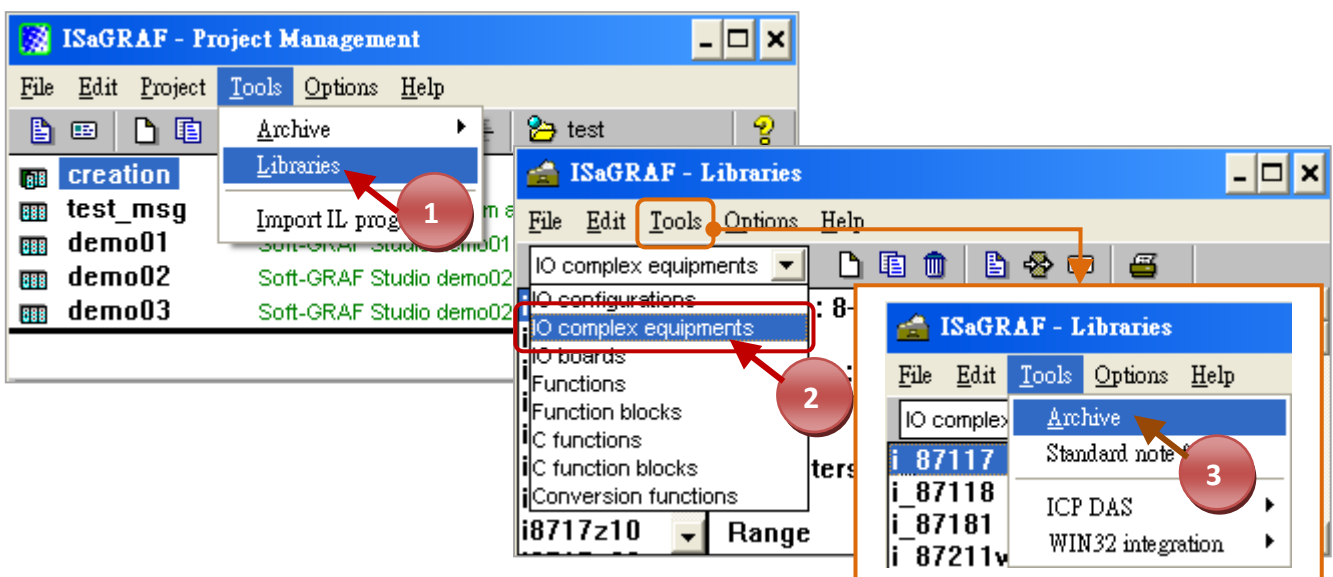 ISaGRAF - Project Management
File Edit Project Tools Options Help
test
Archive
Libraries
Import IL prog
1
creation
test_msg
demo01 Soft-GRAF Studio demo01
demo02 Soft-GRAF Studio demo02
demo03 Soft-GRAF Studio demo02
ISaGRAF - Libraries
File Edit Tools Options Help
IO complex equipments
IO configurations
IO complex equipments
IO boards
Functions
Function blocks
C functions
C function blocks
Conversion functions
2
: 8-
ters
i8717z10 Range
ISaGRAF - Libraries
File Edit Tools Options Help
IO complex
Archive
Standard note
ICP DAS
WIN32 integration
3
i_87117
i_87118
i_87181
i_87211w